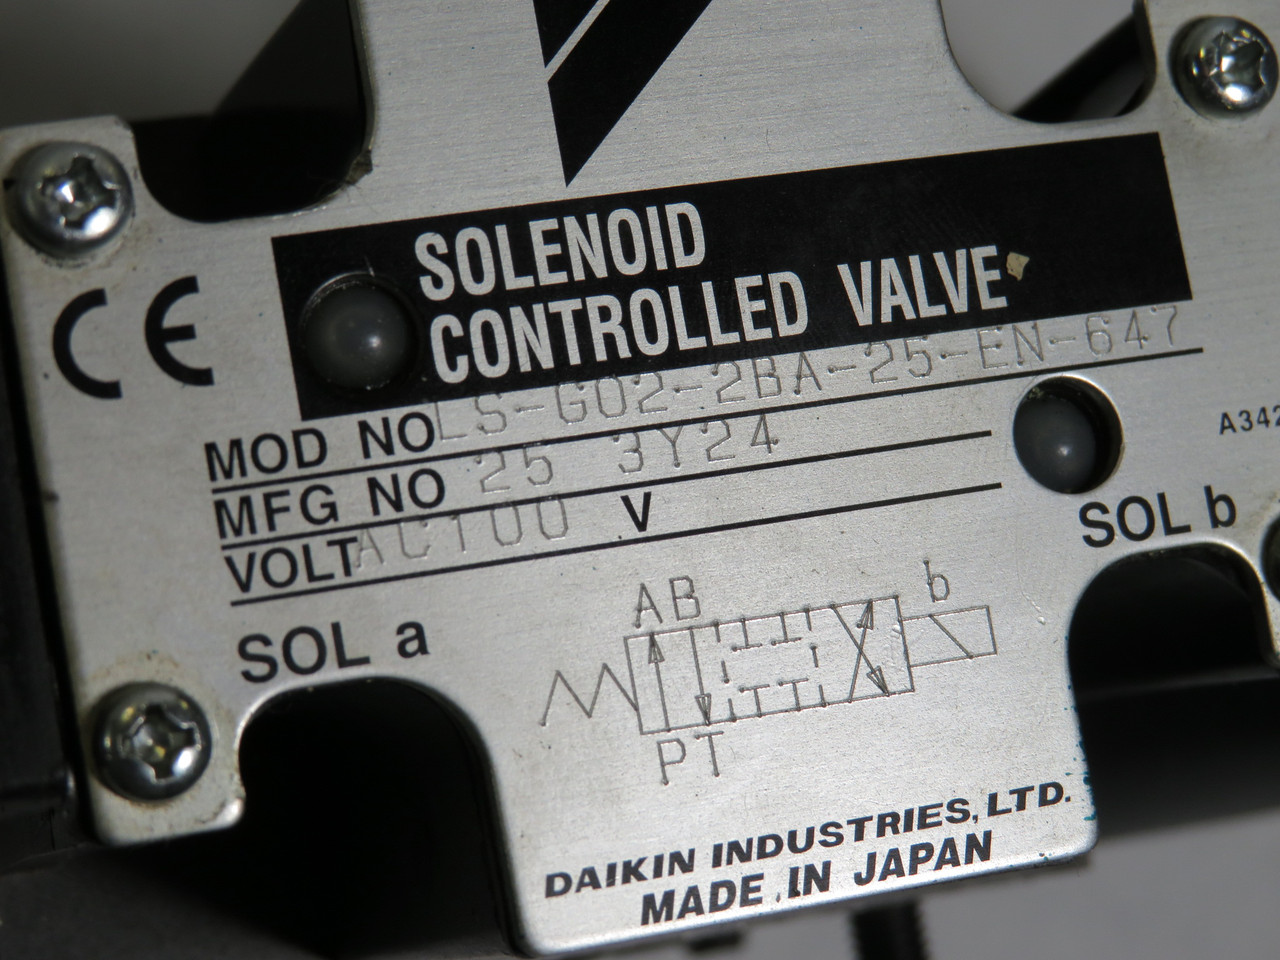 CE
SOLENOID
CONTROLLED VALVE
MOD NO LS-G02-2BA-25-EN-647
MFG NO 25 3Y24
VOLT AC100 V
A342
SOL a
SOL b
AB
b
PT
DAIKIN INDUSTRIES, LTD.
MADE IN JAPAN